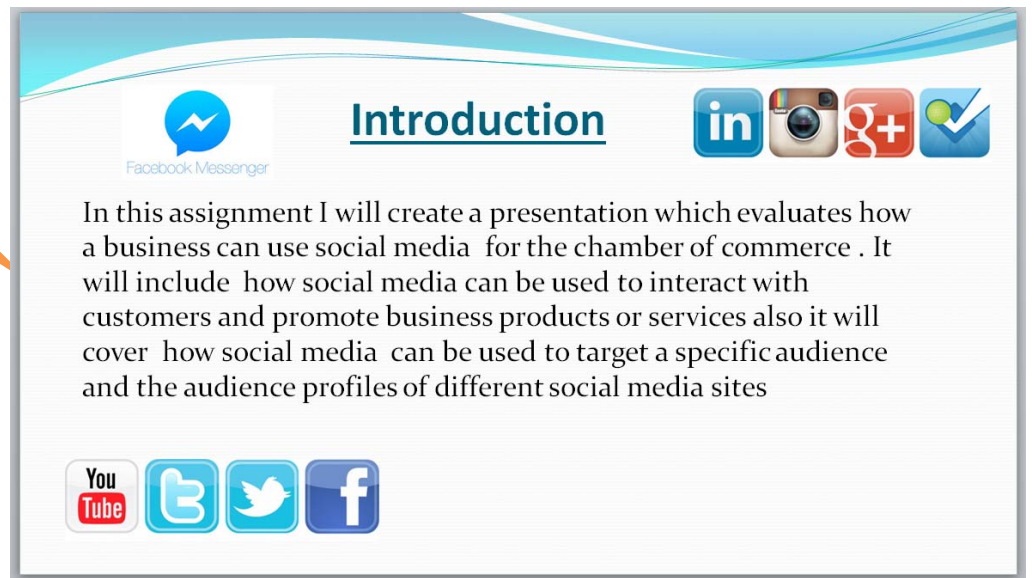 Introduction
in
g+
Facebook Messenger
In this assignment I will create a presentation which evaluates how
a business can use social media  for the chamber of commerce . It
will include  how social media can be used to interact with
customers and promote business products or services also it will
cover  how social media  can be used to target a specific audience
and the audience profiles of different social media sites
You
Tube
t
f